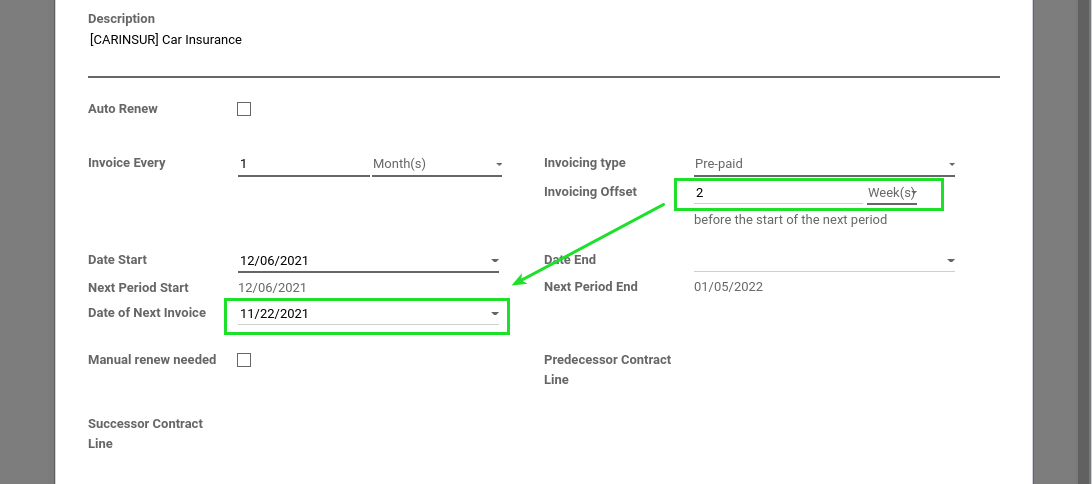 Description
[CARINSUR] Car Insurance
Auto Renew
Invoice Every 1 Month(s) Invoicing type Pre-paid
Invoicing Offset 2 Week(s)
before the start of the next period
Date Start 12/06/2021 Date End
Next Period Start 12/06/2021 Next Period End 01/05/2022
Date of Next Invoice 11/22/2021
Manual renew needed Predecessor Contract
Line
Successor Contract
Line